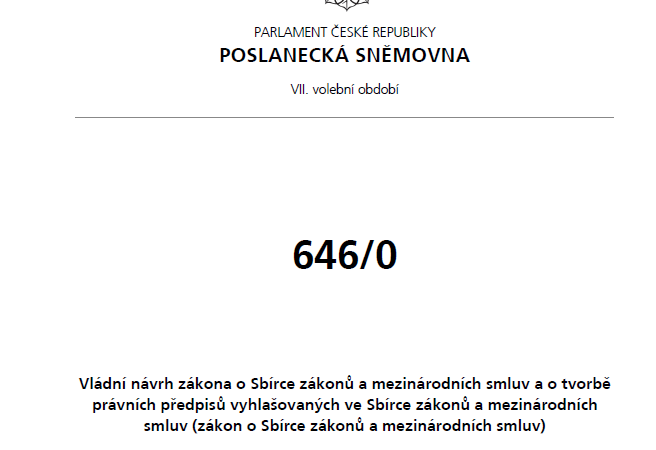 PARLAMENT ČESKÉ REPUBLIKY
POSLANECKÁ SNĚMOVNA
VII. volební období
646/0
Vládní návrh zákona o Sbírce zákonů a mezinárodních smluv a o tvorbě
právních předpisů vyhlašovaných ve Sbírce zákonů a mezinárodních
smluv (zákon o Sbírce zákonů a mezinárodních smluv)